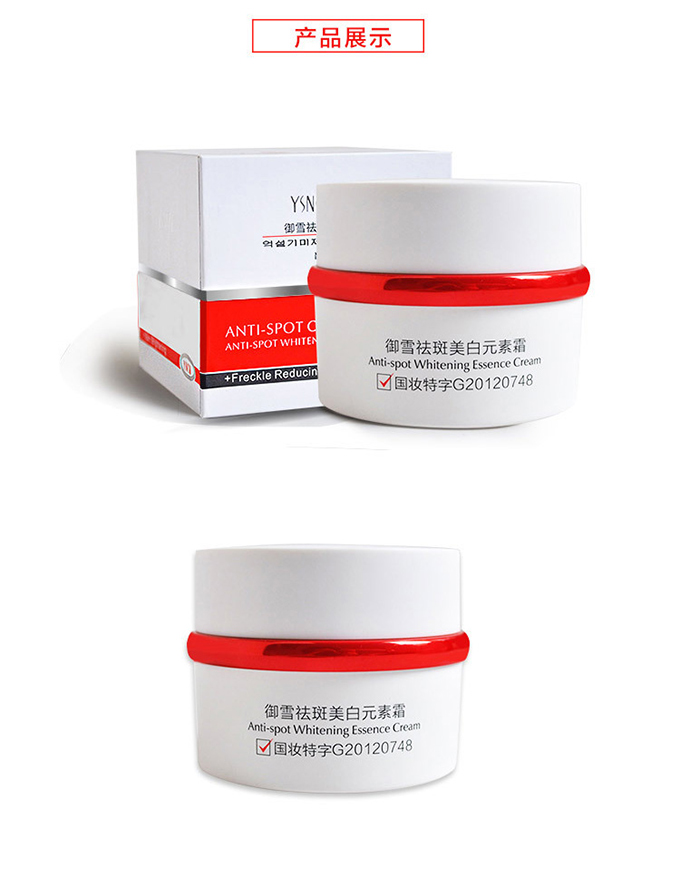 产品展示
YSN
御雪祛
ANTI-SPOT
ANTI-SPOT WHITEN
+Freckle Reducin
御雪祛斑美白元素霜
Anti-spot Whitening Essence Cream
国妆特字G20120748
御雪祛斑美白元素霜
Anti-spot Whitening Essence Cream
国妆特字G20120748